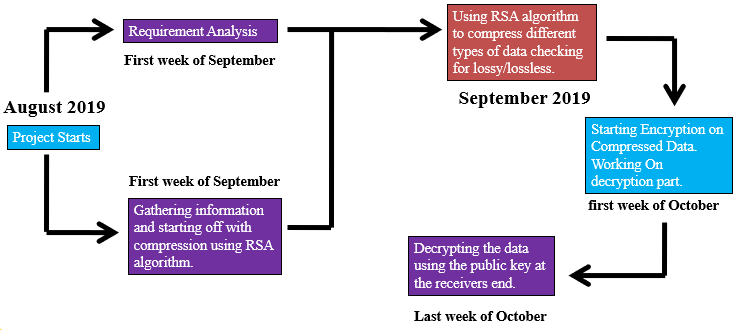 Requirement Analysis
First week of September
August 2019
Project Starts
First week of September
Gathering information
and starting off with
compression using RSA
algorithm.
Using RSA algorithm
to compress different
types of data checking
for lossy/lossless.
September 2019
Starting Encryption on
Compressed Data.
Working On
decryption part.
first week of October
Decrypting the data
using the public key at
the receivers end.
Last week of October